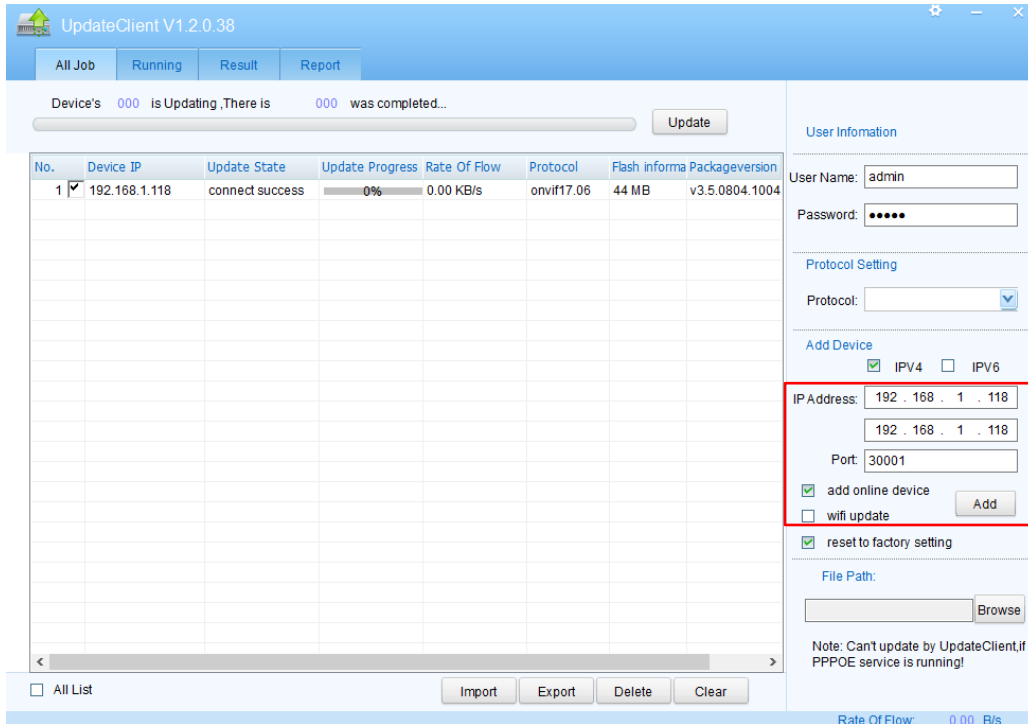 UpdateClient V1.2.0.38
All Job Running Result Report
Device's 000 is Updating ,There is 000 was completed...
Update
No. Device IP Update State Update Progress Rate Of Flow Protocol Flash informa Packageversion
1 192.168.1.118 connect success 0% 0.00 KB/s onvif17.06 44 MB v3.5.0804.1004
User Infomation
User Name: admin
Password: •••••
Protocol Setting
Protocol:
Add Device
IPV4 IPV6
IP Address: 192 . 168 . 1 . 118
192 . 168 . 1 . 118
Port: 30001
add online device
Add
wifi update
reset to factory setting
File Path:
Browse
Note: Can't update by UpdateClient,if
PPPOE service is running!
All List
Import Export Delete Clear
Rate Of Flow: 0.00 B/s